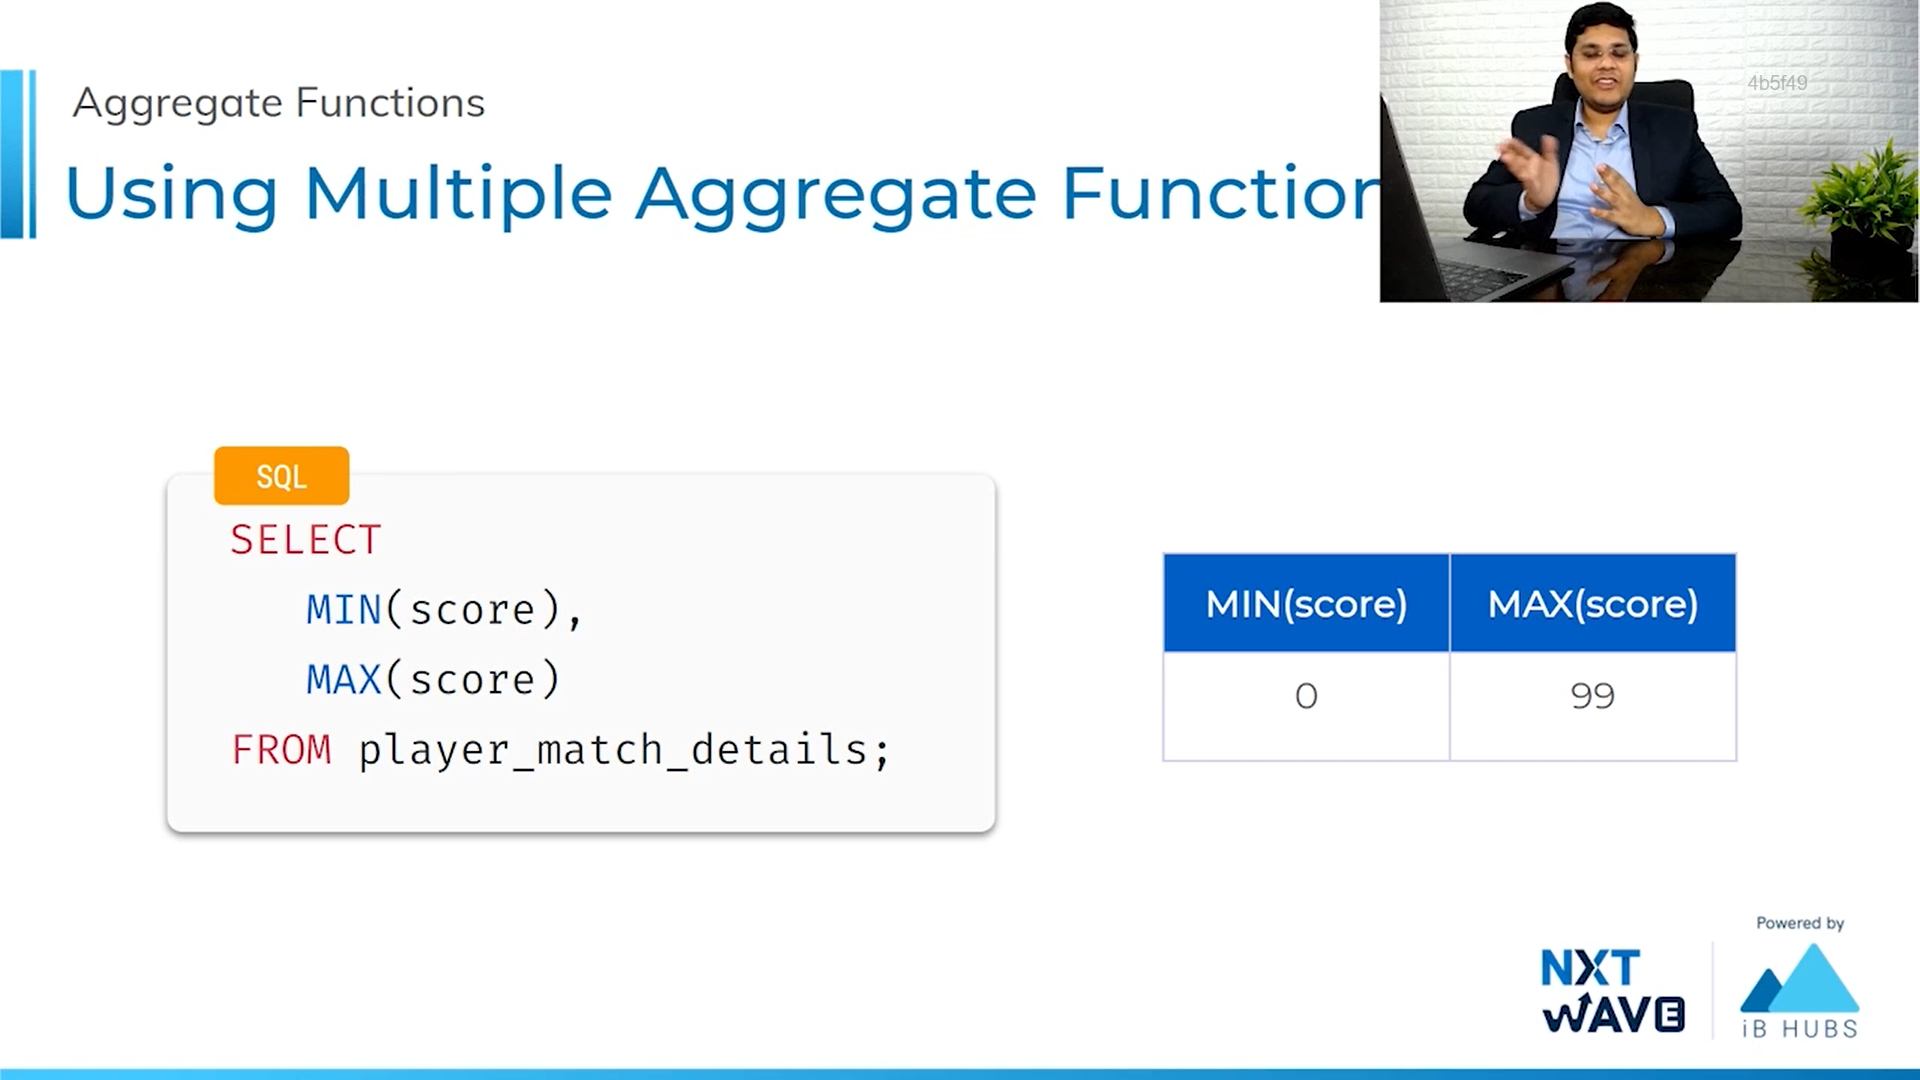 Aggregate Functions
Using Multiple Aggregate Function
4b5f49
SQL
SELECT
MIN(score),
MAX(score)
FROM player_match_details;
MIN(score) MAX(score)
0 99
Powered by
NXT
WAVE
iB HUBS